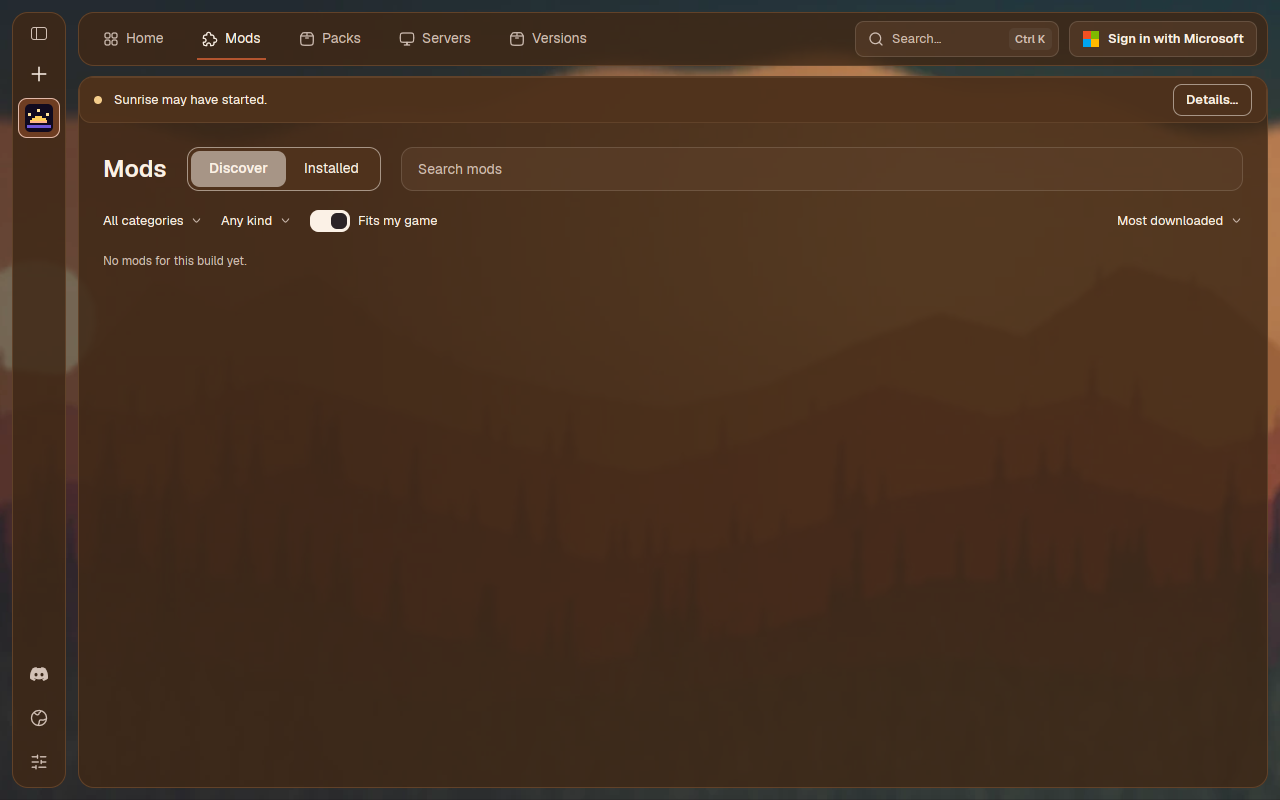 Home
Mods
Packs
Servers
Versions
Search...
Ctrl K
Sign in with Microsoft
Sunrise may have started.
Details...
Mods
Discover
Installed
Search mods
All categories
Any kind
Fits my game
Most downloaded
No mods for this build yet.